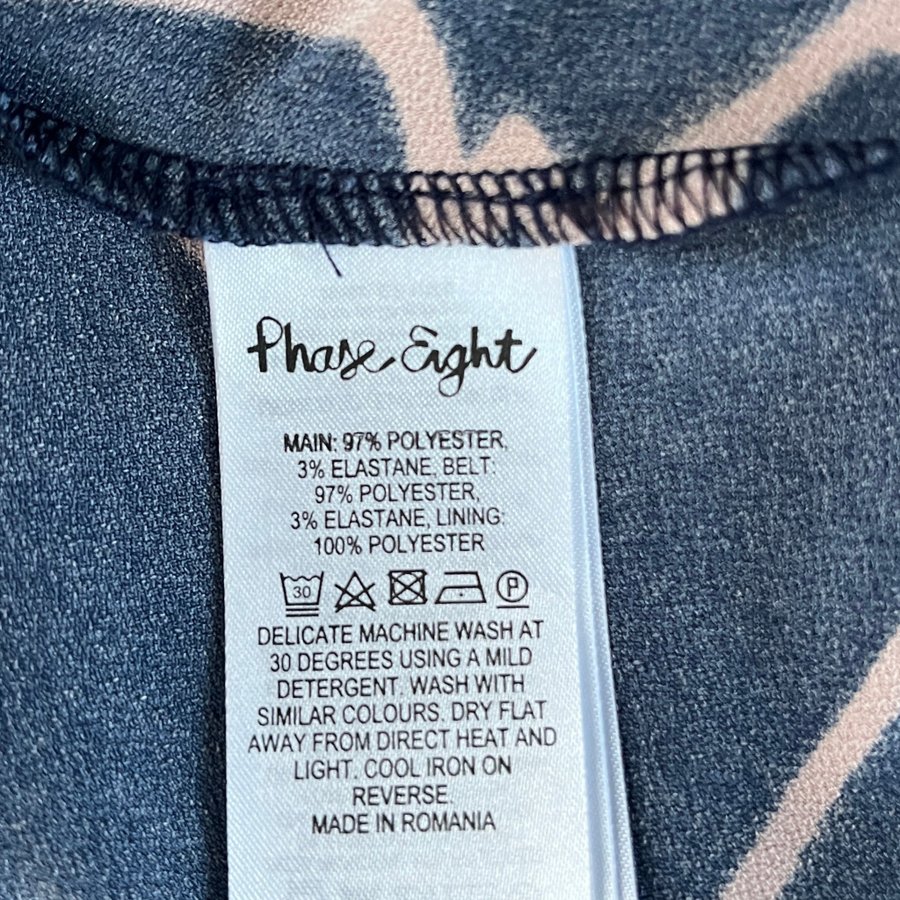 Phase Eight
MAIN: 97% POLYESTER,
3% ELASTANE, BELT:
97% POLYESTER,
3% ELASTANE, LINING:
100% POLYESTER
30 P
DELICATE MACHINE WASH AT
30 DEGREES USING A MILD
DETERGENT. WASH WITH
SIMILAR COLOURS. DRY FLAT
AWAY FROM DIRECT HEAT AND
LIGHT. COOL IRON ON
REVERSE.
MADE IN ROMANIA